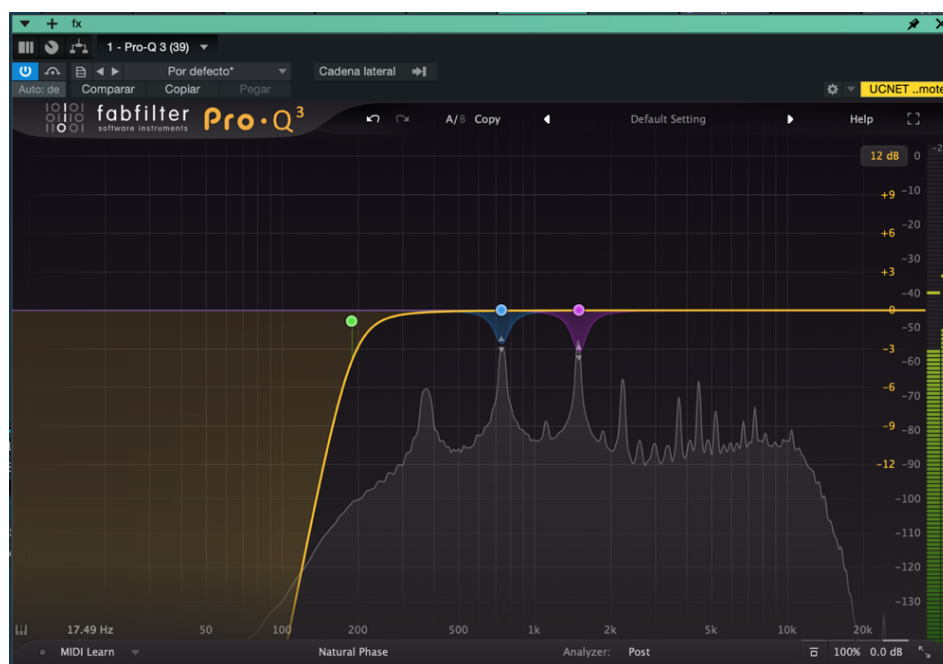 fx
1 - Pro-Q 3 (39)
Por defecto* Cadena lateral
Auto: de Comparar Copiar Pegar UCNET ..mote
fabfilter Pro·Q3
software instruments
A/B Copy Default Setting Help
12 dB 0
+9 -10
-20
+6
-30
+3
-40
0
-50
-3
-60
-6
-70
-9 -80
-12 -90
-100
-110
-120
-130
17.49 Hz 50 100 200 500 1k 2k 5k 10k 20k
MIDI Learn Natural Phase Analyzer: Post 100% 0.0 dB